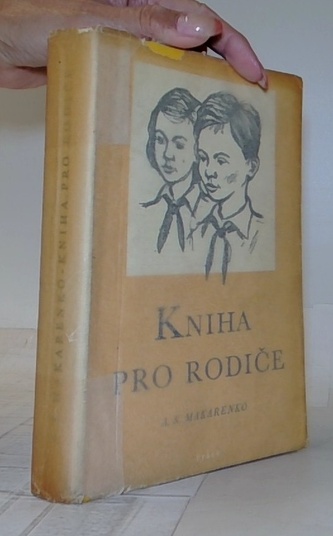 KNIHA
PRO RODIČE
A. S. MAKARENKO
MAKARENKO - KNIHA PRO RODIČE